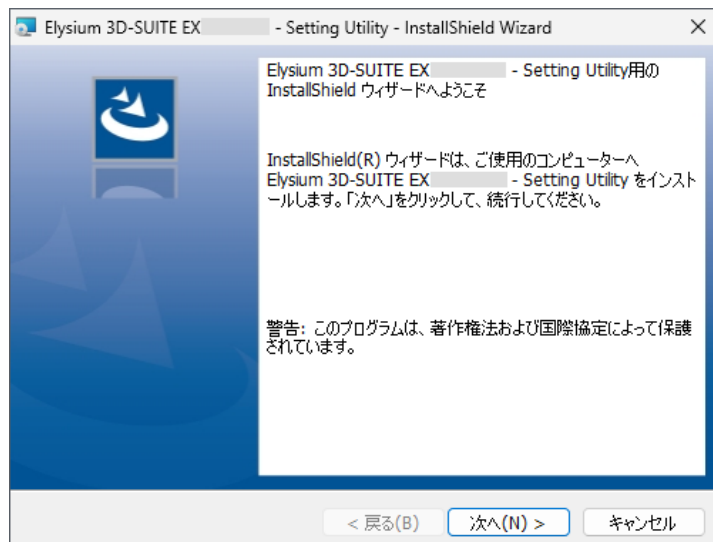 Elysium 3D-SUITE EX - Setting Utility - InstallShield Wizard
Elysium 3D-SUITE EX - Setting Utility用の
InstallShield ウィザードへようこそ
InstallShield(R) ウィザードは、ご使用のコンピューターへ
Elysium 3D-SUITE EX - Setting Utility をインスト
ールします。「次へ」をクリックして、続行してください。
警告: このプログラムは、著作権法および国際協定によって保護
されています。
< 戻る(B) 次へ(N) > キャンセル